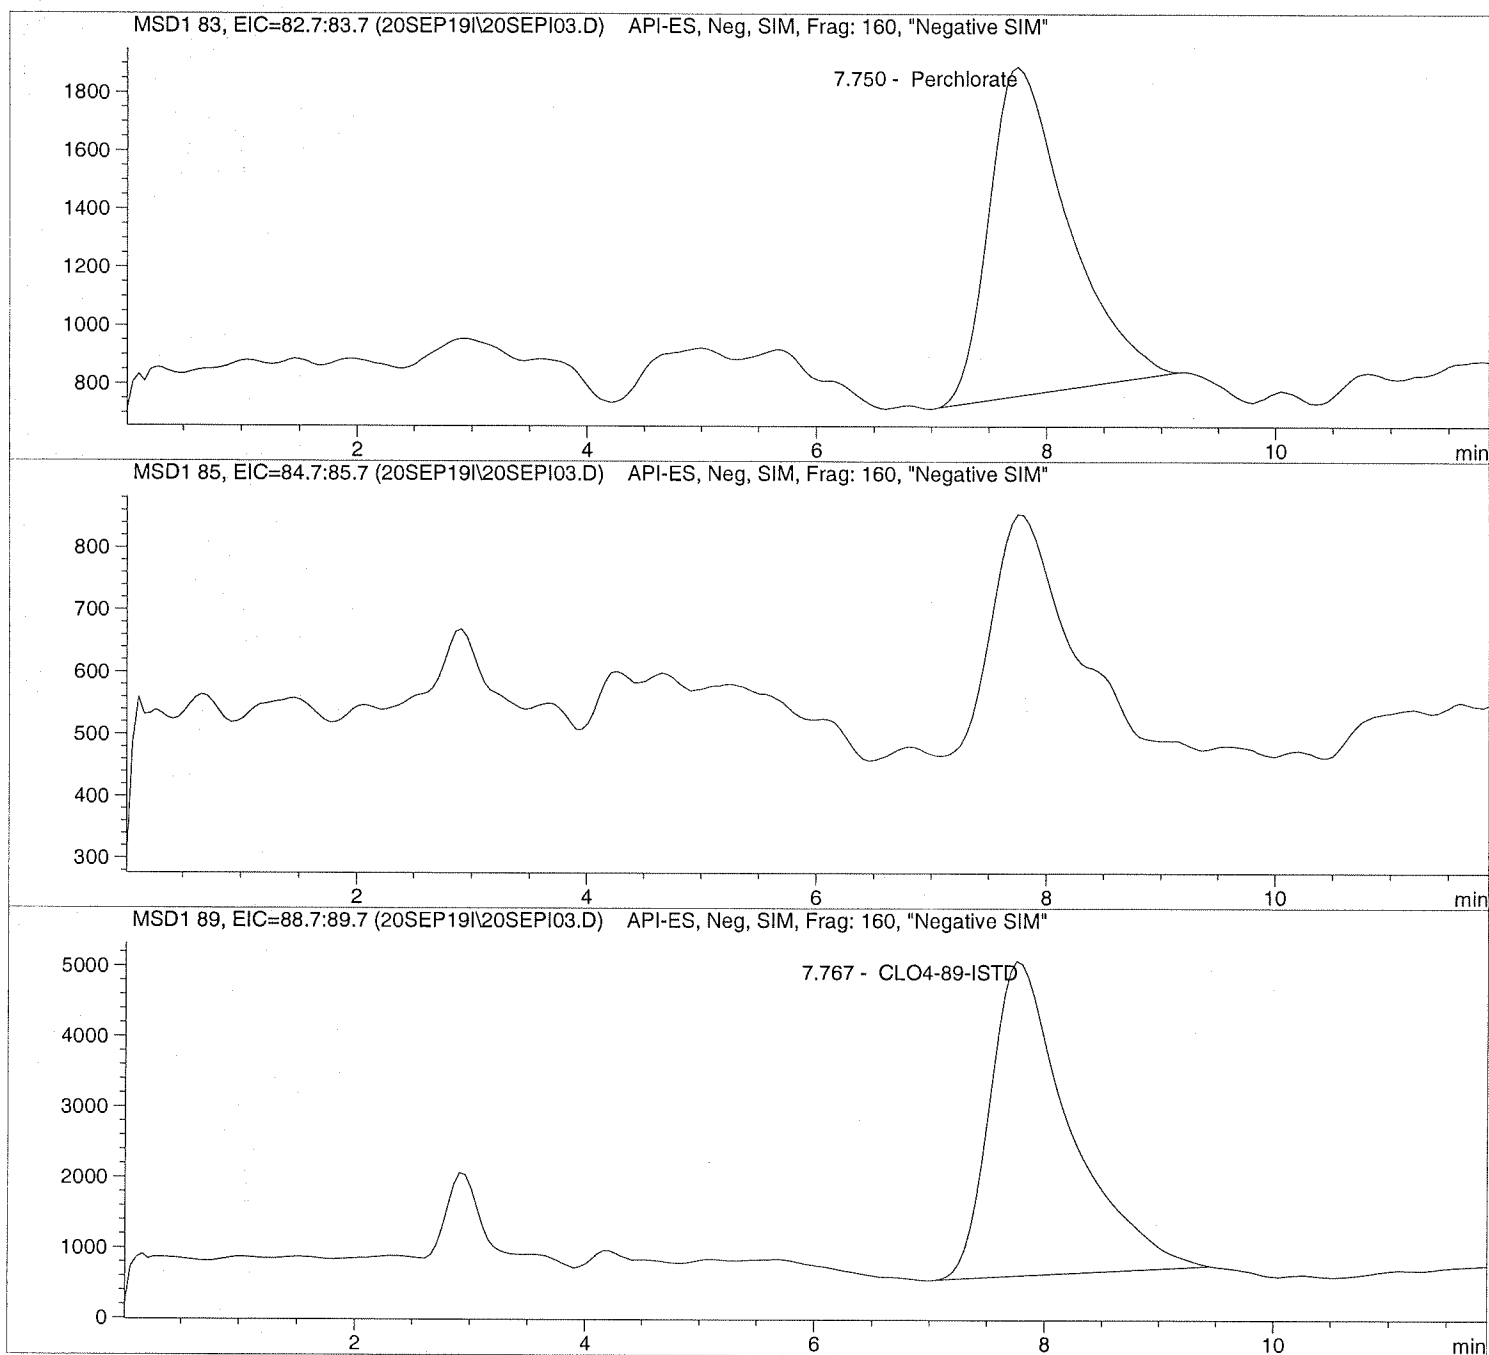 MSD1 83, EIC=82.7:83.7 (20SEP19I\20SEPI03.D) API-ES, Neg, SIM, Frag: 160, "Negative SIM"
7.750 - Perchlorate
1800
1600
1400
1200
1000
800
2 4 6 8 10 min
MSD1 85, EIC=84.7:85.7 (20SEP19I\20SEPI03.D) API-ES, Neg, SIM, Frag: 160, "Negative SIM"
800
700
600
500
400
300
2 4 6 8 10 min
MSD1 89, EIC=88.7:89.7 (20SEP19I\20SEPI03.D) API-ES, Neg, SIM, Frag: 160, "Negative SIM"
7.767 - CLO4-89-ISTD
5000
4000
3000
2000
1000
0
2 4 6 8 10 min